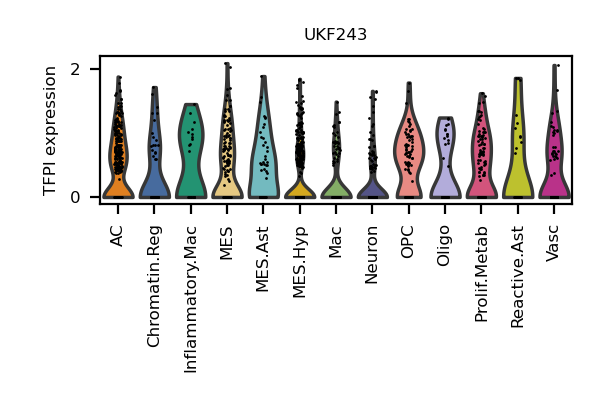 UKF243
TFPI expression
2
0
AC
Chromatin.Reg
Inflammatory.Mac
MES
MES.Ast
MES.Hyp
Mac
Neuron
OPC
Oligo
Prolif.Metab
Reactive.Ast
Vasc